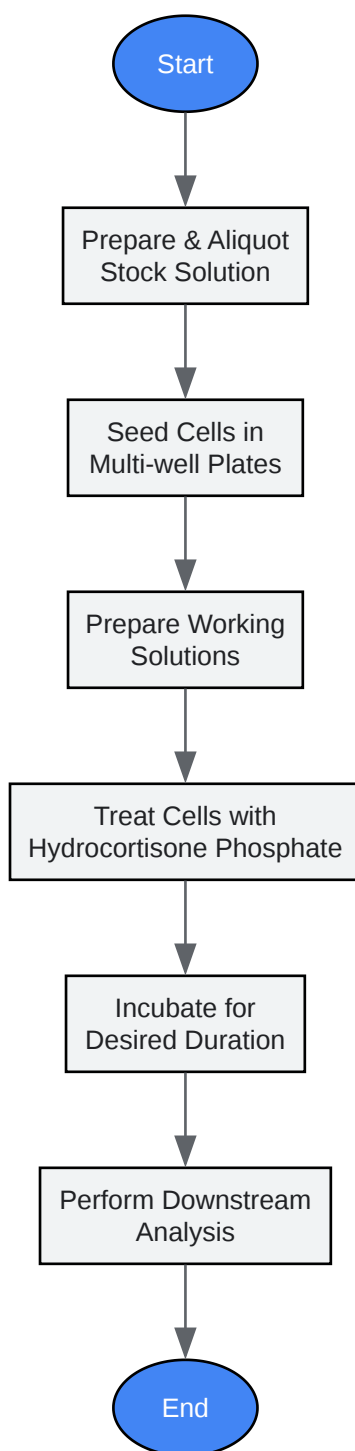 Start
Prepare & Aliquot
Stock Solution
Seed Cells in
Multi-well Plates
Prepare Working
Solutions
Treat Cells with
Hydrocortisone Phosphate
Incubate for
Desired Duration
Perform Downstream
Analysis
End